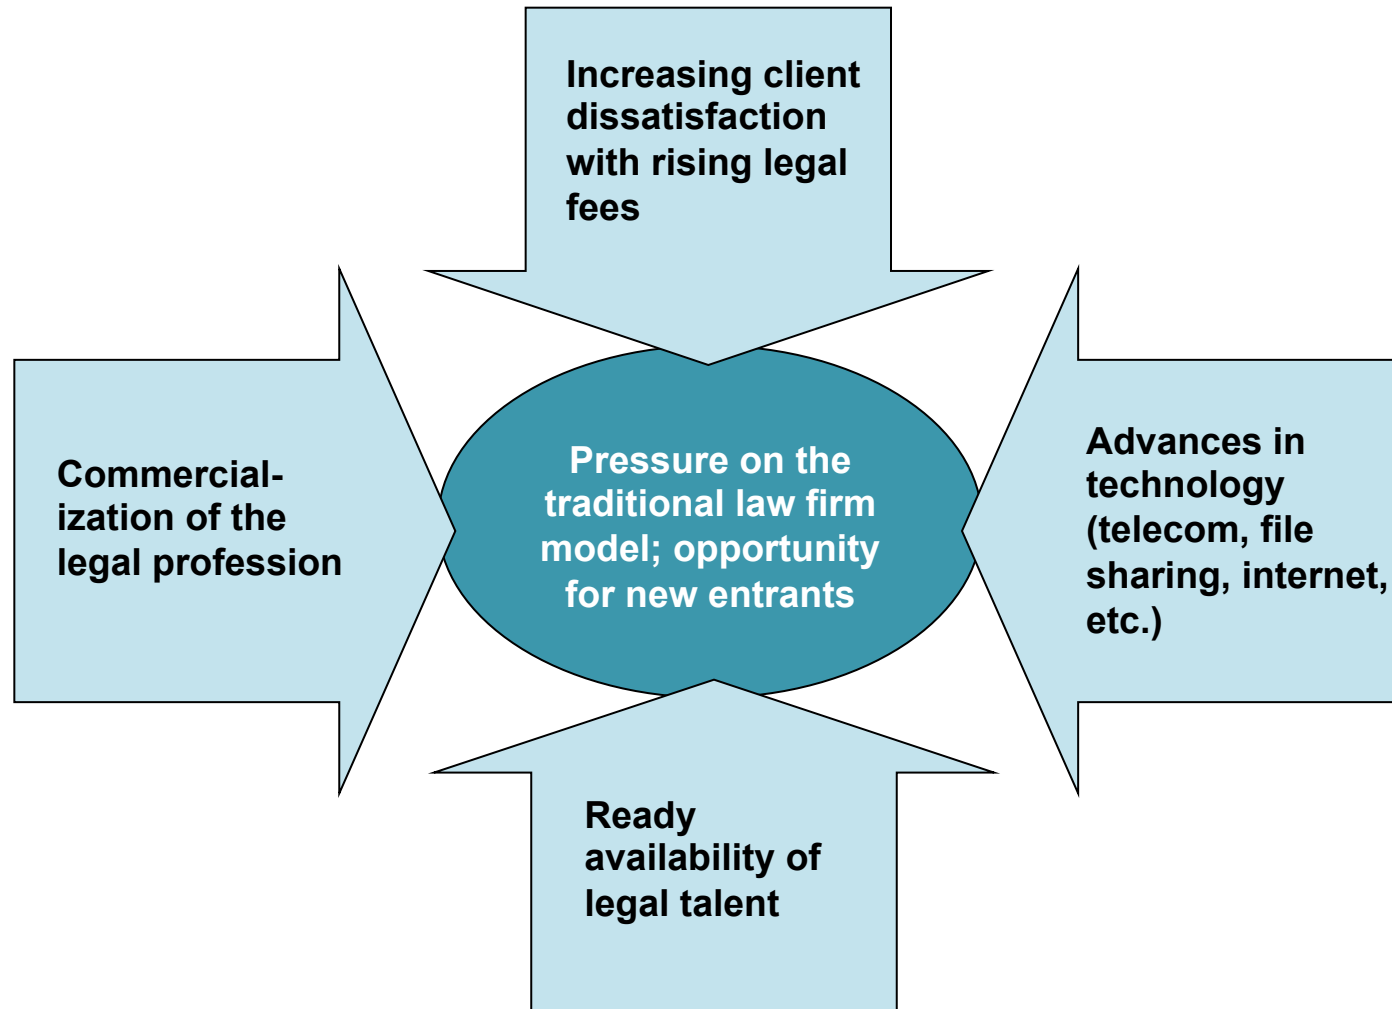 Increasing client
dissatisfaction
with rising legal
fees
Commercial-
ization of the
legal profession
Pressure on the
traditional law firm
model; opportunity
for new entrants
Advances in
technology
(telecom, file
sharing, internet,
etc.)
Ready
availability of
legal talent